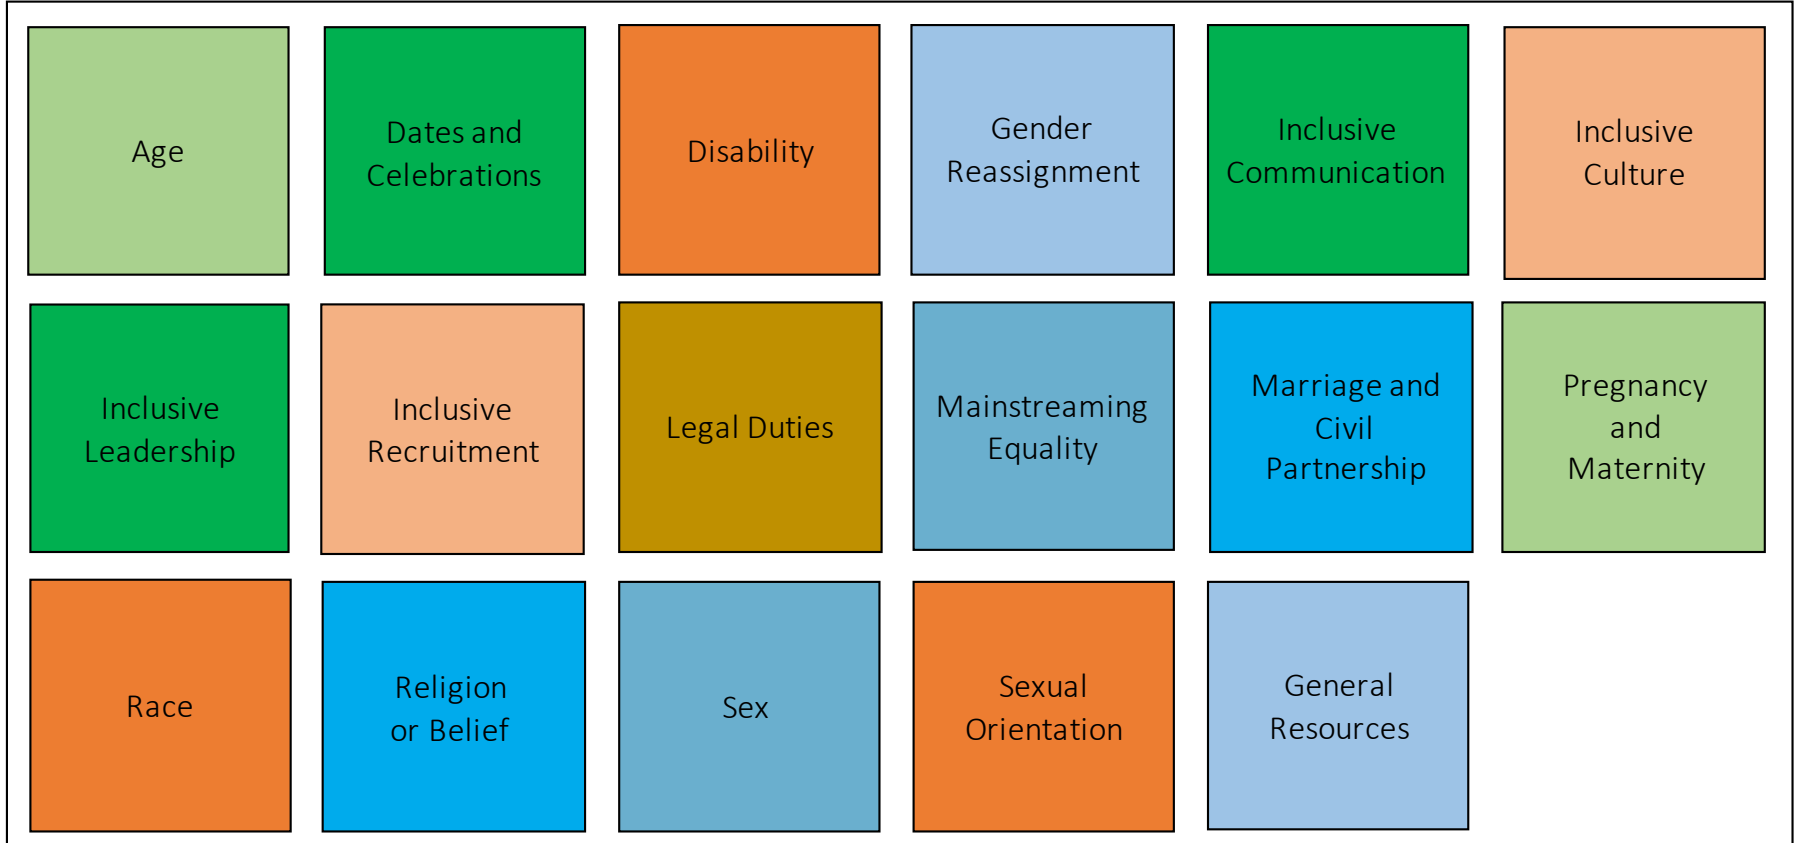 Age
Dates and
Celebrations
Disability
Gender
Reassignment
Inclusive
Communication
Inclusive
Culture
Inclusive
Leadership
Inclusive
Recruitment
Legal Duties
Mainstreaming
Equality
Marriage and
Civil
Partnership
Pregnancy
and
Maternity
Race
Religion
or Belief
Sex
Sexual
Orientation
General
Resources